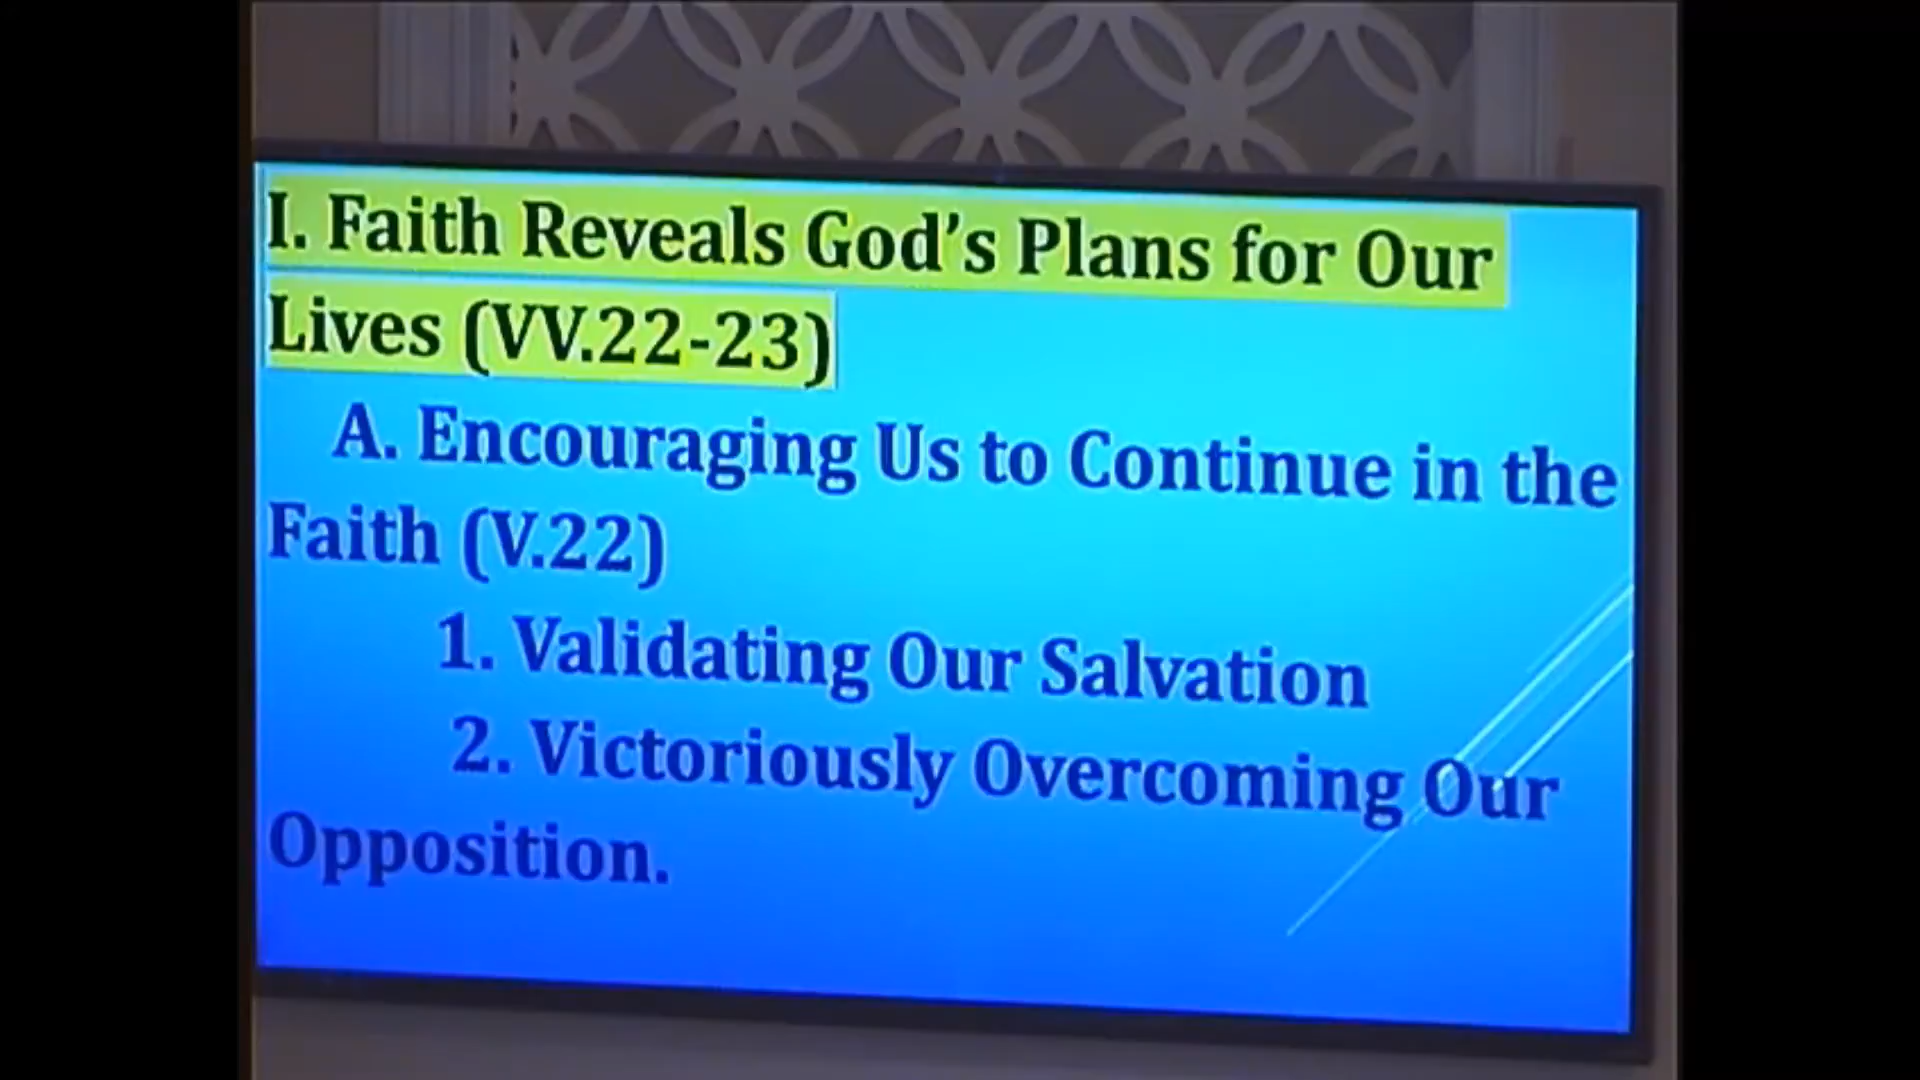 I. Faith Reveals God's Plans for Our
Lives (VV.22-23)
A. Encouraging Us to Continue in the
Faith (V.22)
1. Validating Our Salvation
2. Victoriously Overcoming Our
Opposition.